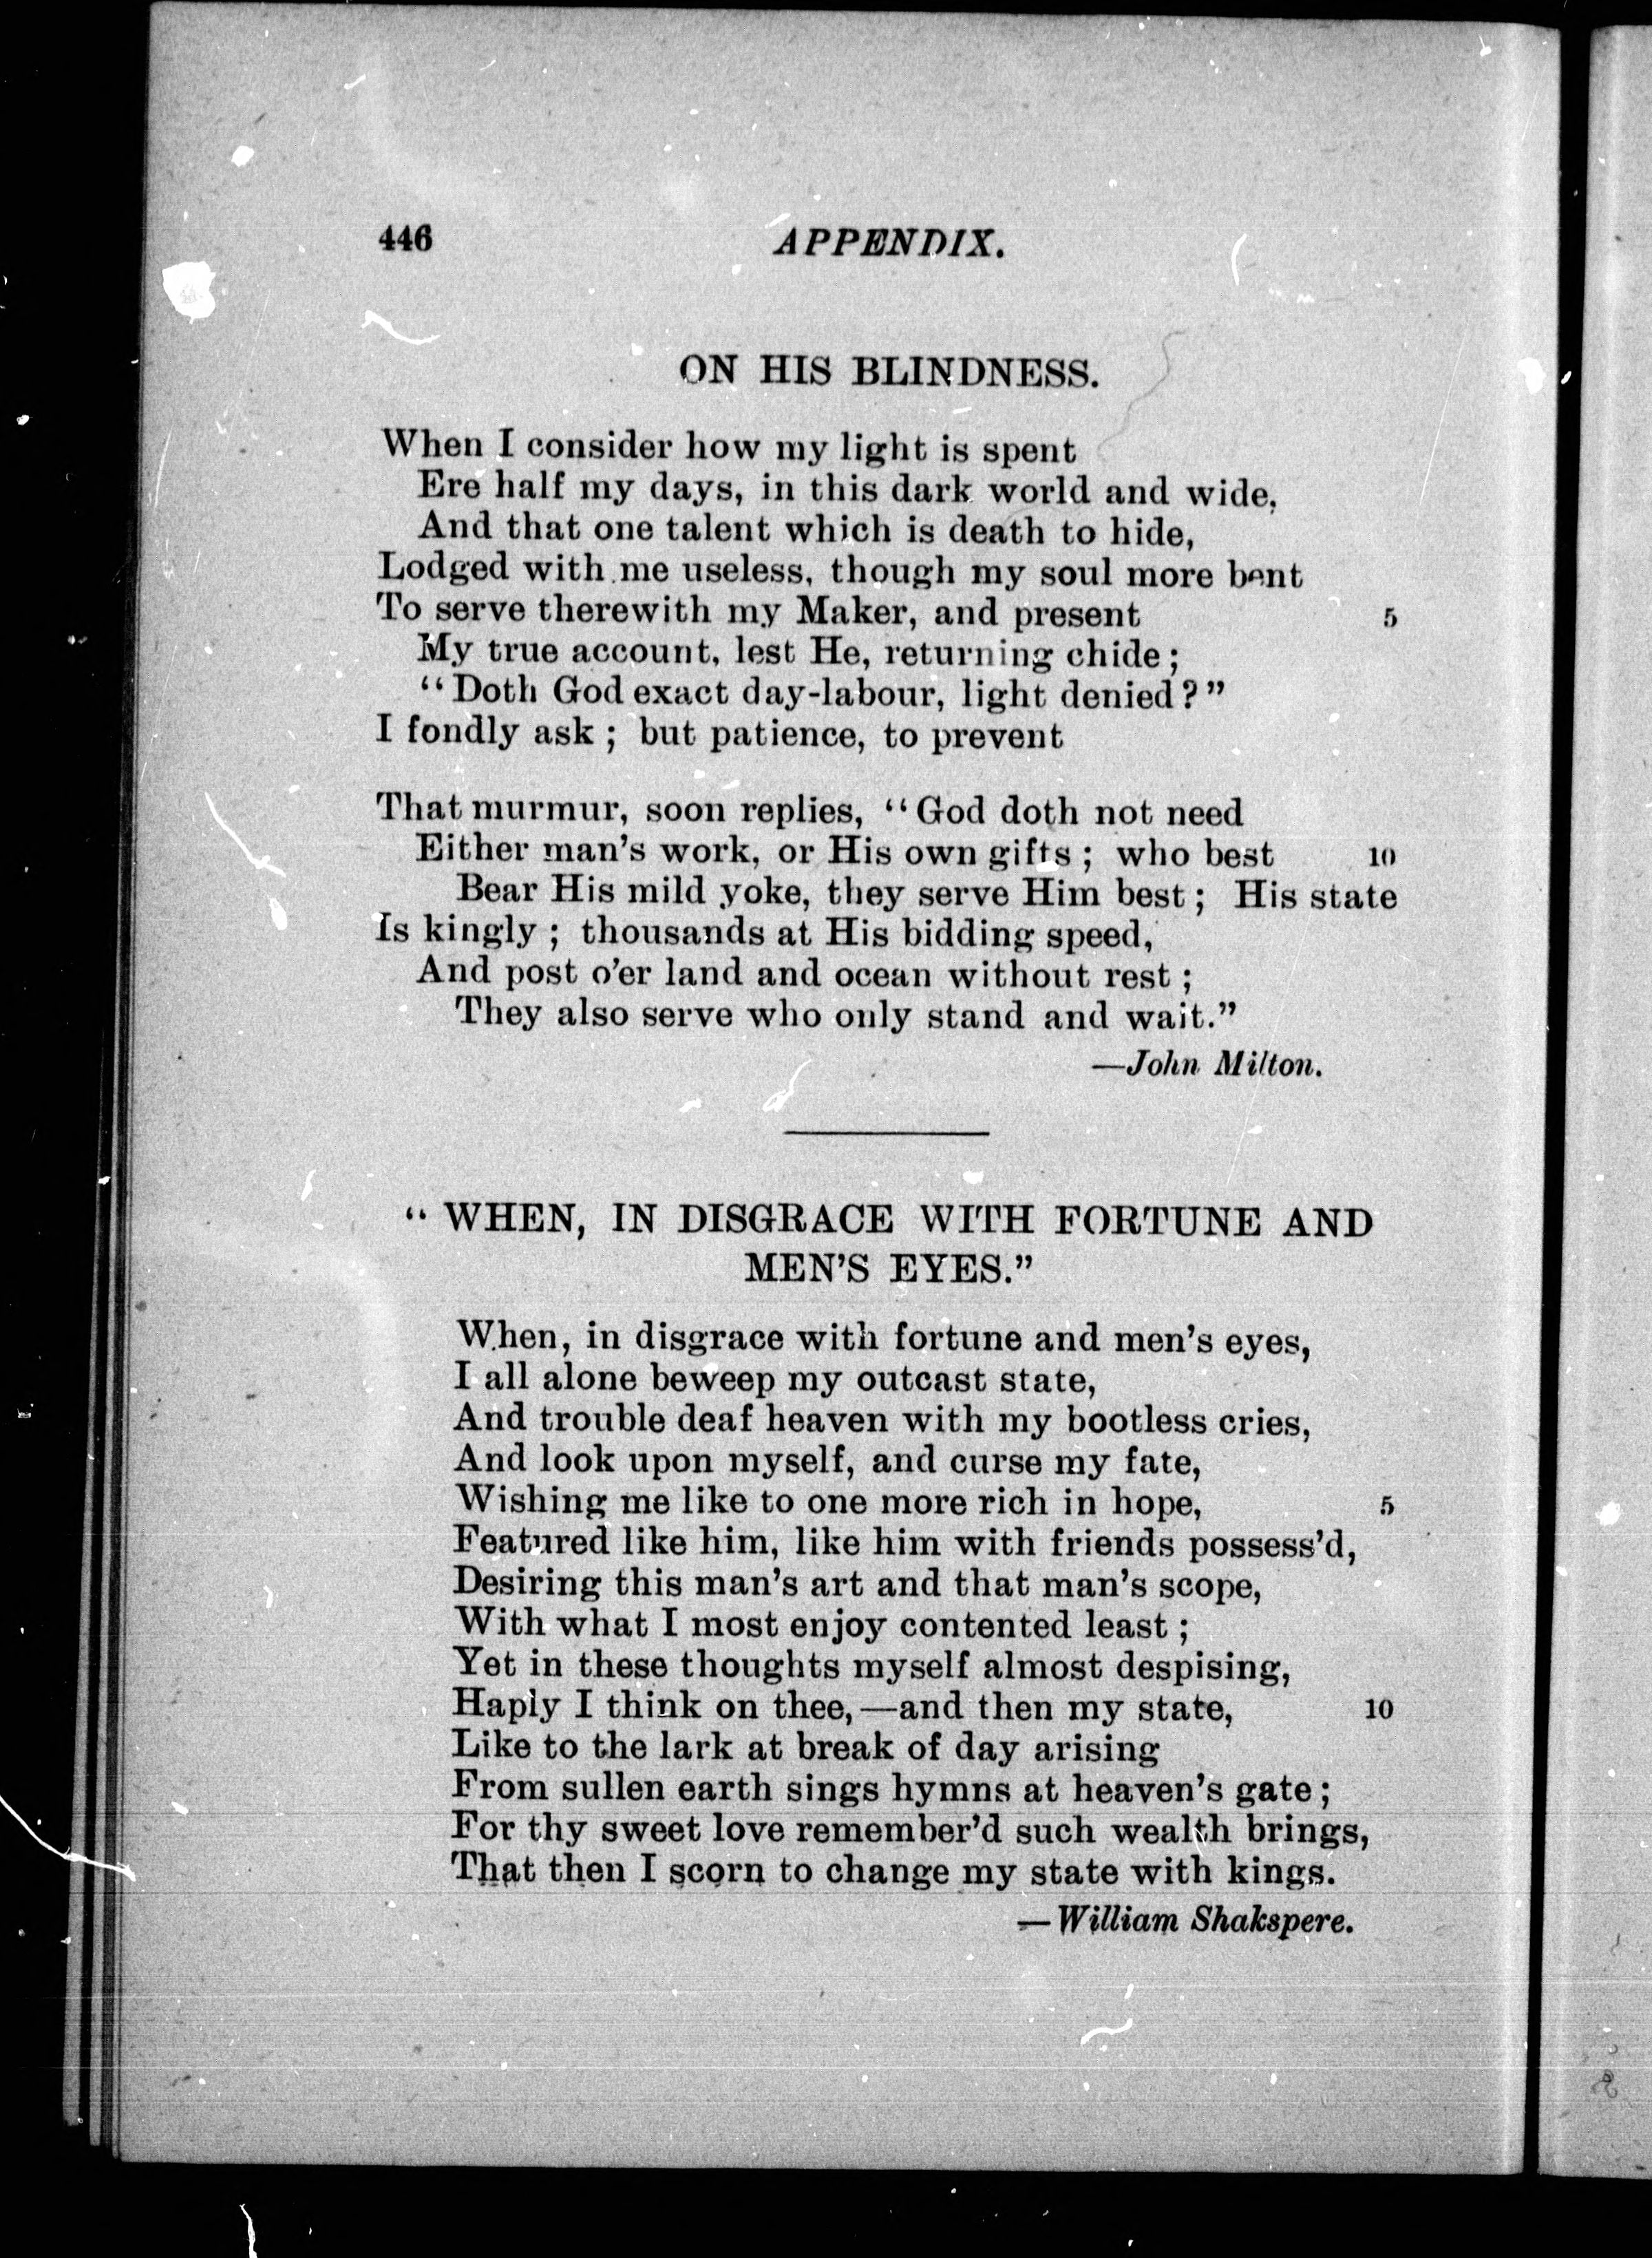 446 APPENDIX.
ON HIS BLINDNESS.
When I consider how my light is spent
Ere half my days, in this dark world and wide,
And that one talent which is death to hide,
Lodged with me useless, though my soul more bent
To serve therewith my Maker, and present 5
My true account, lest He, returning chide ;
“Doth God exact day-labour, light denied?”
I fondly ask ; but patience, to prevent
That murmur, soon replies, “God doth not need
Either man’s work, or His own gifts ; who best 10
Bear His mild yoke, they serve Him best ; His state
Is kingly ; thousands at His bidding speed,
And post o’er land and ocean without rest ;
They also serve who only stand and wait.”
—John Milton.
“ WHEN, IN DISGRACE WITH FORTUNE AND
MEN’S EYES.”
When, in disgrace with fortune and men’s eyes,
I all alone beweep my outcast state,
And trouble deaf heaven with my bootless cries,
And look upon myself, and curse my fate,
Wishing me like to one more rich in hope, 5
Featured like him, like him with friends possess’d,
Desiring this man’s art and that man’s scope,
With what I most enjoy contented least ;
Yet in these thoughts myself almost despising,
Haply I think on thee,—and then my state, 10
Like to the lark at break of day arising
From sullen earth sings hymns at heaven’s gate ;
For thy sweet love remember’d such wealth brings,
That then I scorn to change my state with kings.
—William Shakspere.